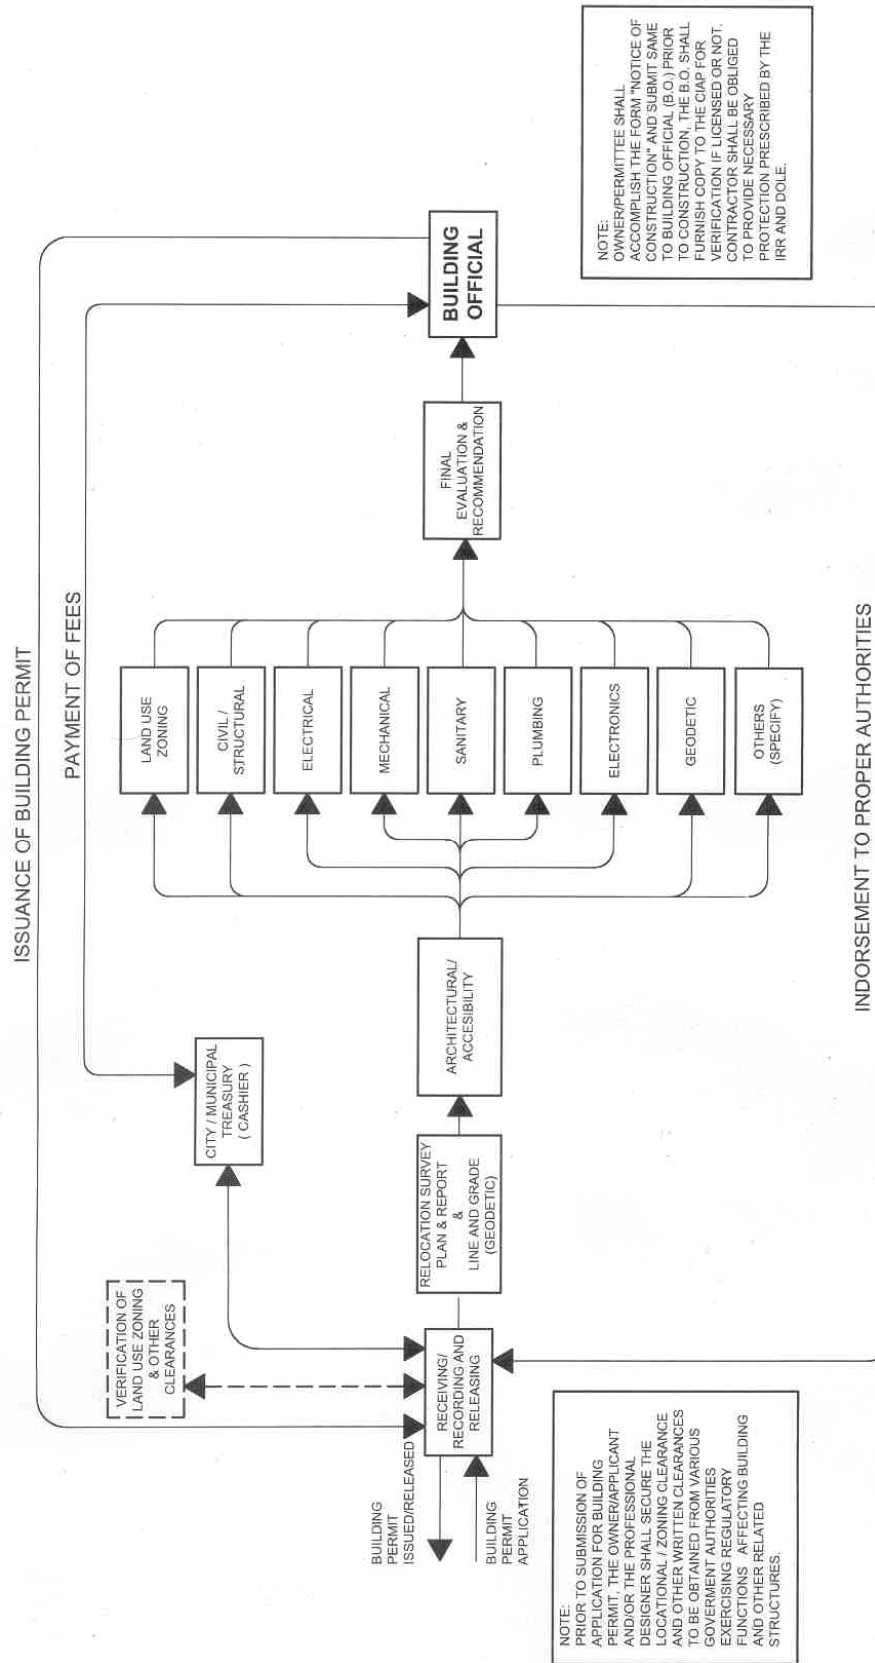 ISSUANCE OF BUILDING PERMIT
PAYMENT OF FEES
VERIFICATION OF
LAND USE ZONING
& OTHER
CLEARANCES
CITY / MUNICIPAL
TREASURY
( CASHIER )
BUILDING
PERMIT
ISSUED/RELEASED
BUILDING
PERMIT
APPLICATION
RECEIVING/
RECORDING AND
RELEASING
RELOCATION SURVEY
PLAN & REPORT
&
LINE AND GRADE
(GEODETIC)
ARCHITECTURAL/
ACCESIBILITY
LAND USE
ZONING
CIVIL /
STRUCTURAL
ELECTRICAL
MECHANICAL
SANITARY
PLUMBING
ELECTRONICS
GEODETIC
OTHERS
(SPECIFY)
FINAL
EVALUATION &
RECOMMENDATION
BUILDING
OFFICIAL
NOTE:
PRIOR TO SUBMISSION OF
APPLICATION FOR BUILDING
PERMIT, THE OWNER/APPLICANT
AND/OR THE PROFESSIONAL
DESIGNER SHALL SECURE THE
LOCATIONAL / ZONING CLEARANCE
AND OTHER WRITTEN CLEARANCES
TO BE OBTAINED FROM VARIOUS
GOVERMENT AUTHORITIES
EXERCISING REGULATORY
FUNCTIONS AFFECTING BUILDING
AND OTHER RELATED
STRUCTURES.
NOTE:
OWNER/PERMITTEE SHALL
ACCOMPLISH THE FORM "NOTICE OF
CONSTRUCTION" AND SUBMIT SAME
TO BUILDING OFFICIAL (B.O.) PRIOR
TO CONSTRUCTION, THE B.O. SHALL
FURNISH COPY TO THE CIAP FOR
VERIFICATION IF LICENSED OR NOT.
CONTRACTOR SHALL BE OBLIGED
TO PROVIDE NECESSARY
PROTECTION PRESCRIBED BY THE
IRR AND DOLE.
INDORSEMENT TO PROPER AUTHORITIES